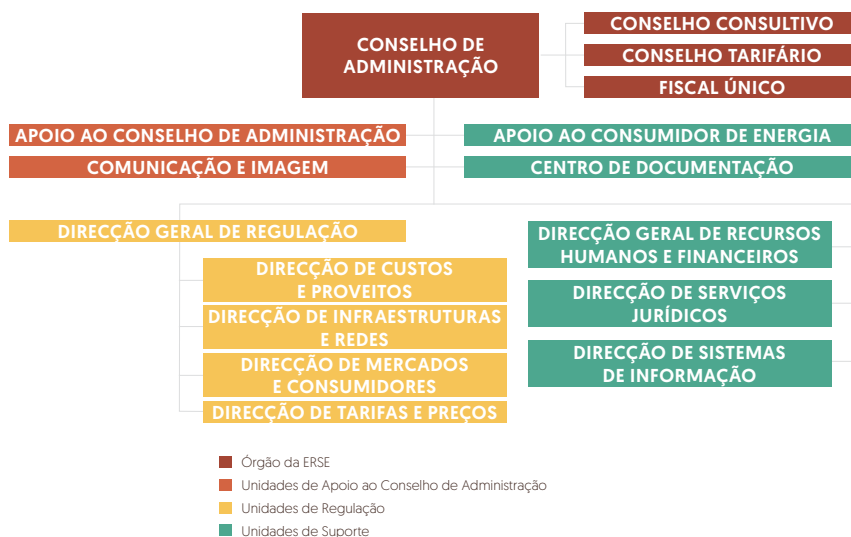 CONSELHO DE
ADMINISTRAÇÃO
CONSELHO CONSULTIVO
CONSELHO TARIFÁRIO
FISCAL ÚNICO
APOIO AO CONSELHO DE ADMINISTRAÇÃO
COMUNICAÇÃO E IMAGEM
APOIO AO CONSUMIDOR DE ENERGIA
CENTRO DE DOCUMENTAÇÃO
DIRECÇÃO GERAL DE REGULAÇÃO
DIRECÇÃO DE CUSTOS
E PROVEITOS
DIRECÇÃO DE INFRAESTRUTURAS
E REDES
DIRECÇÃO DE MERCADOS
E CONSUMIDORES
DIRECÇÃO DE TARIFAS E PREÇOS
DIRECÇÃO GERAL DE RECURSOS
HUMANOS E FINANCEIROS
DIRECÇÃO DE SERVIÇOS
JURÍDICOS
DIRECÇÃO DE SISTEMAS
DE INFORMAÇÃO
Órgão da ERSE
Unidades de Apoio ao Conselho de Administração
Unidades de Regulação
Unidades de Suporte